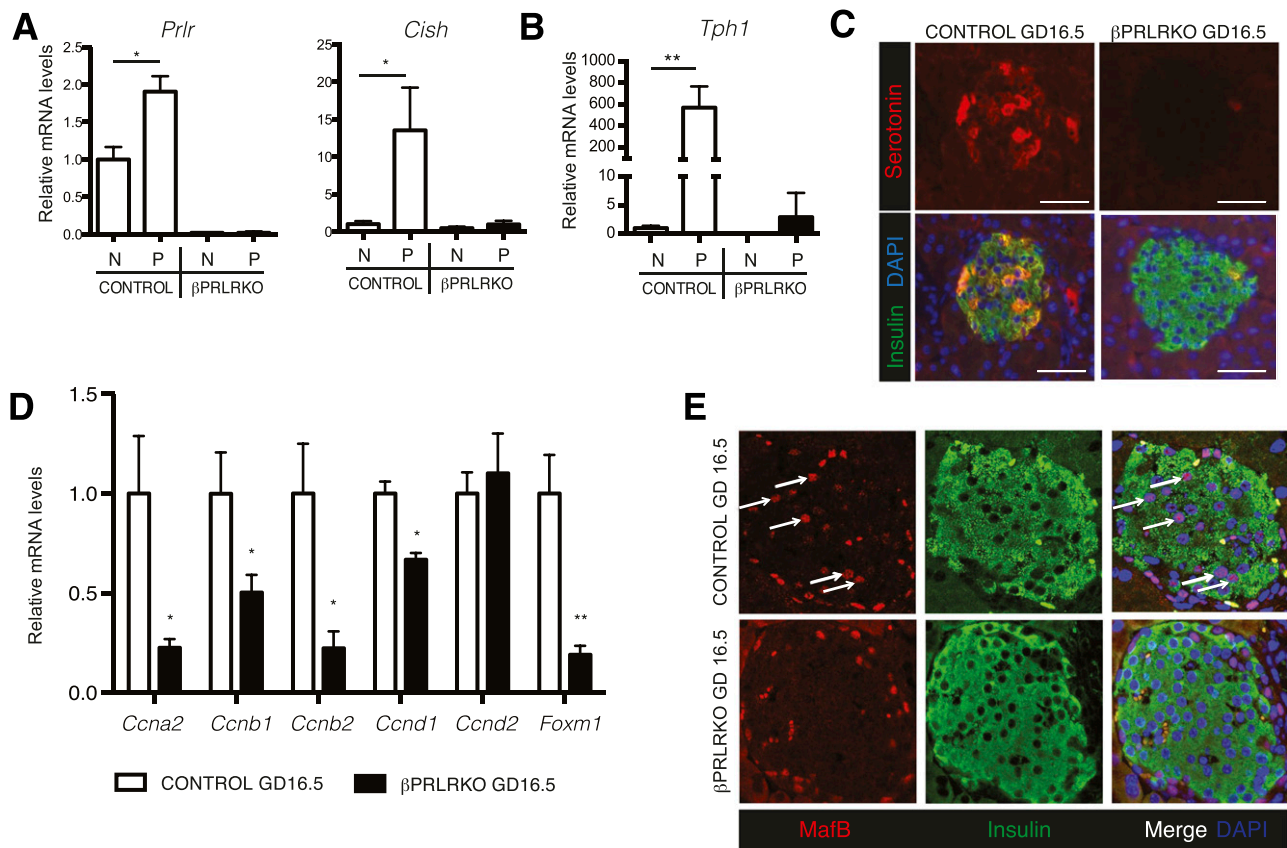 A
Prlr
Relative mRNA levels
2.5
2.0
1.5
1.0
0.5
0.0
*
N P N P
CONTROL βPRLRKO
Cish
25
20
15
10
5
0
*
N P N P
CONTROL βPRLRKO
B
Tph1
Relative mRNA levels
1000
800
600
400
200
10
5
0
**
N P N P
CONTROL βPRLRKO
C
CONTROL GD16.5 βPRLRKO GD16.5
Serotonin
Insulin DAPI
D
Relative mRNA levels
1.5
1.0
0.5
0.0
* * * * **
Ccna2 Ccnb1 Ccnb2 Ccnd1 Ccnd2 Foxm1
CONTROL GD16.5 βPRLRKO GD16.5
E
CONTROL GD 16.5
βPRLRKO GD 16.5
MafB Insulin Merge DAPI